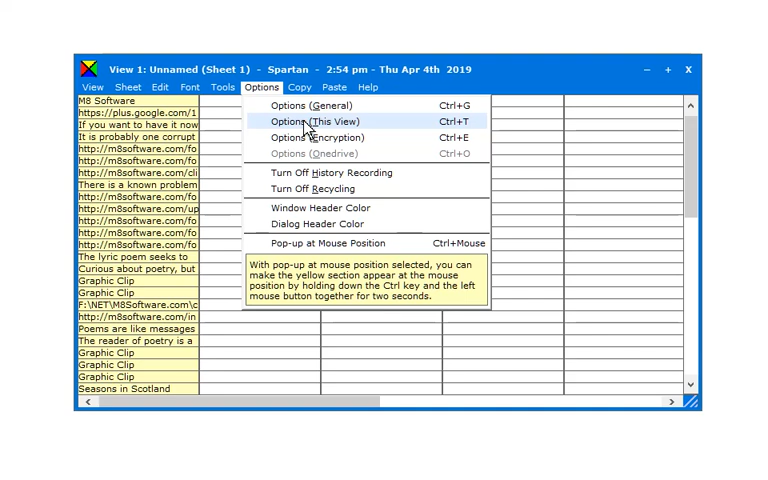 View 1: Unnamed (Sheet 1) - Spartan - 2:54 pm - Thu Apr 4th 2019
View Sheet Edit Font Tools Options Copy Paste Help
M8 Software
https://plus.google.com/1
If you want to have it now
It is probably one corrupt
http://m8software.com/fo
http://m8software.com/fo
http://m8software.com/cli
There is a known problem
http://m8software.com/fo
http://m8software.com/up
http://m8software.com/fo
http://m8software.com/fo
http://m8software.com/fo
The lyric poem seeks to
Curious about poetry, but
Graphic Clip
Graphic Clip
F:\NET\M8Software.com\c
http://m8software.com/in
Poems are like messages
The reader of poetry is a
Graphic Clip
Graphic Clip
Graphic Clip
Seasons in Scotland
Options (General) Ctrl+G
Options (This View) Ctrl+T
Options (Encryption) Ctrl+E
Options (Onedrive) Ctrl+O
Turn Off History Recording
Turn Off Recycling
Window Header Color
Dialog Header Color
Pop-up at Mouse Position Ctrl+Mouse
With pop-up at mouse position selected, you can
make the yellow section appear at the mouse
position by holding down the Ctrl key and the left
mouse button together for two seconds.